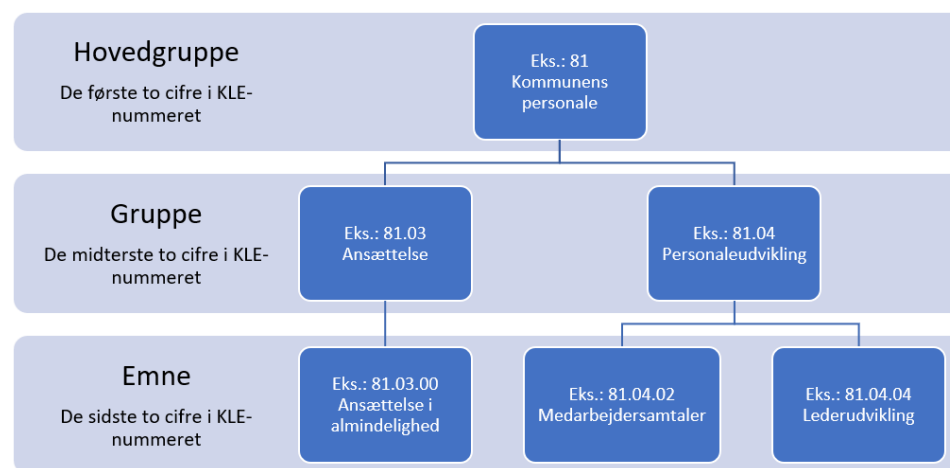 Hovedgruppe
De første to cifre i KLE-
nummeret
Eks.: 81
Kommunens
personale
Gruppe
De midterste to cifre i KLE-
nummeret
Eks.: 81.03
Ansættelse
Eks.: 81.04
Personaleudvikling
Emne
De sidste to cifre i KLE-
nummeret
Eks.: 81.03.00
Ansættelse i
almindelighed
Eks.: 81.04.02
Medarbejdersamtaler
Eks.: 81.04.04
Lederudvikling